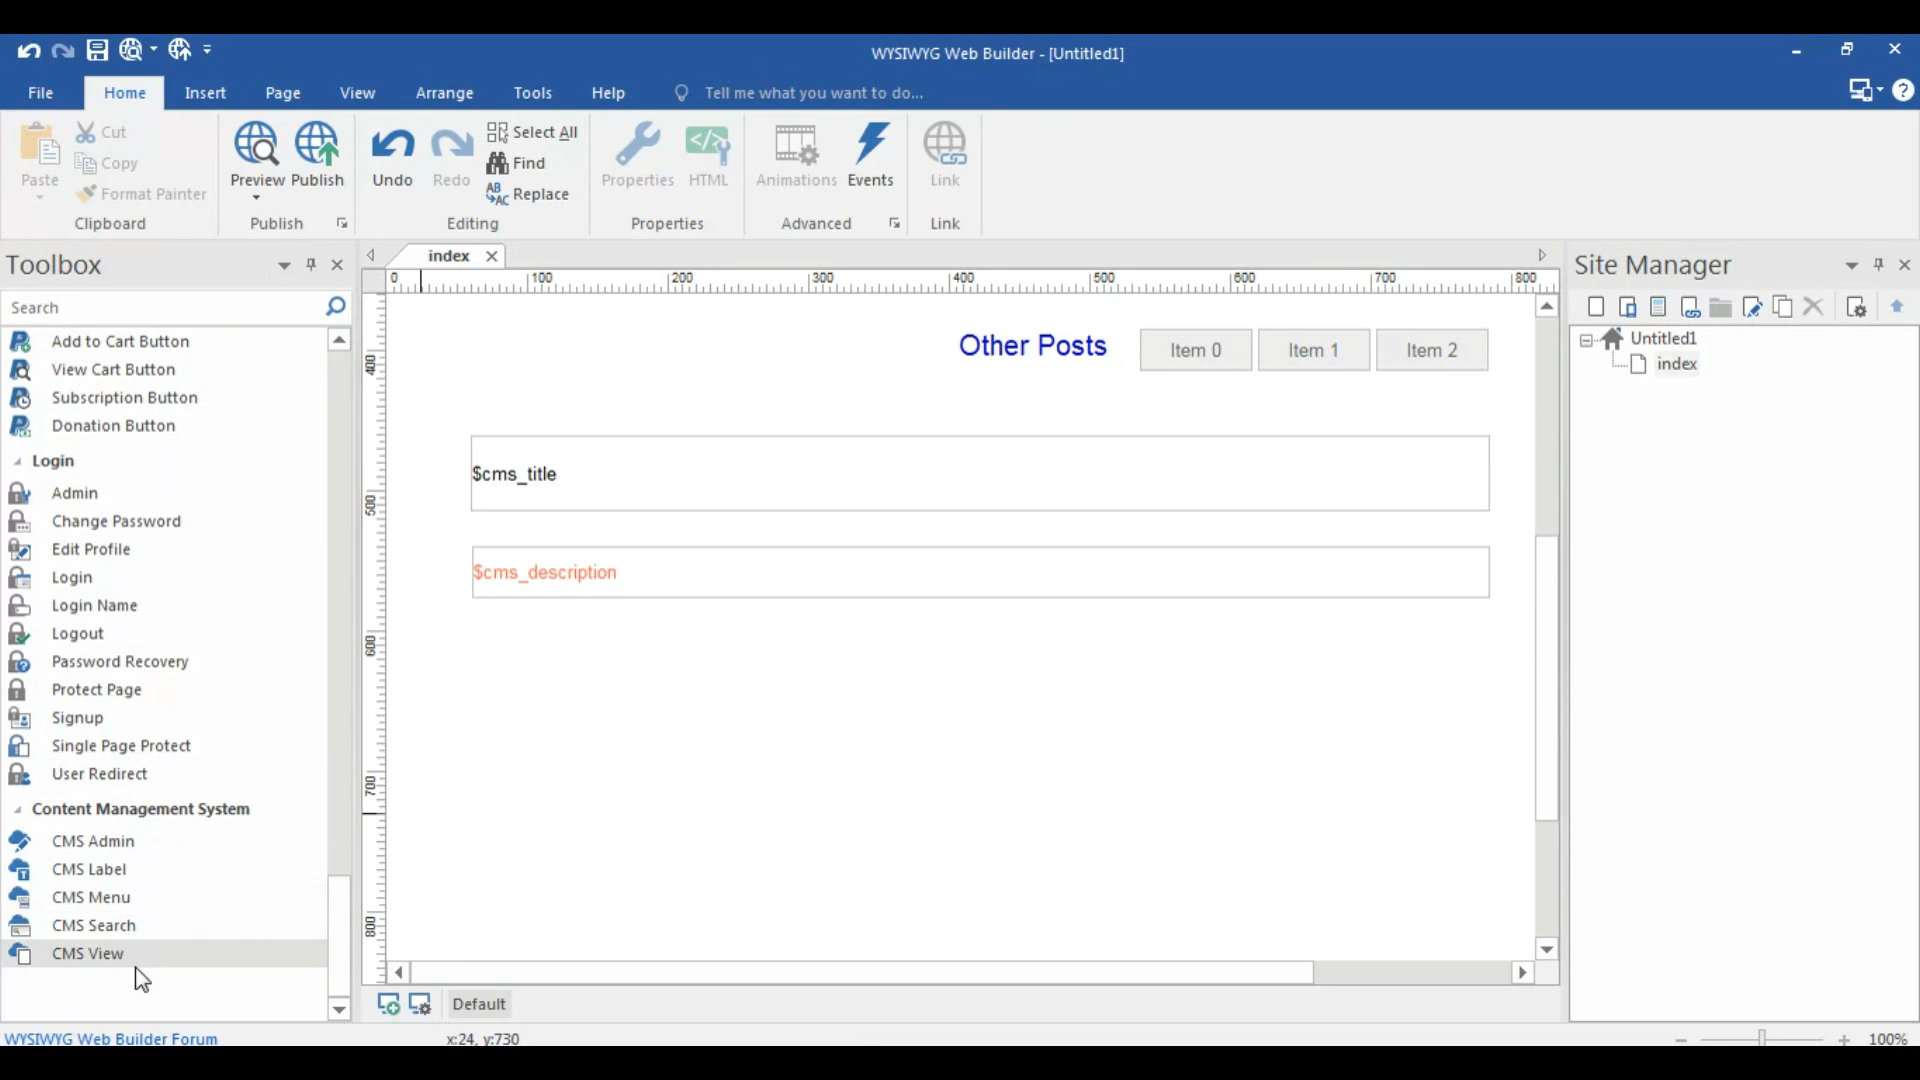 WYSIWYG Web Builder - [Untitled1]
File Home Insert Page View Arrange Tools Help Tell me what you want to do...
Paste
Cut
Copy
Format Painter
Clipboard
Preview Publish
Publish
Undo Redo
Select All
Find
Replace
Editing
Properties HTML
Properties
Animations Events
Advanced
Link
Link
Toolbox
Search
Add to Cart Button
View Cart Button
Subscription Button
Donation Button
Login
Admin
Change Password
Edit Profile
Login
Login Name
Logout
Password Recovery
Protect Page
Signup
Single Page Protect
User Redirect
Content Management System
CMS Admin
CMS Label
CMS Menu
CMS Search
CMS View
index
0 100 200 300 400 500 600 700 800
400
500
600
700
800
Other Posts Item 0 Item 1 Item 2
$cms_title
$cms_description
Default
Site Manager
Untitled1
index
WYSIWYG Web Builder Forum
x:24, y:730
100%